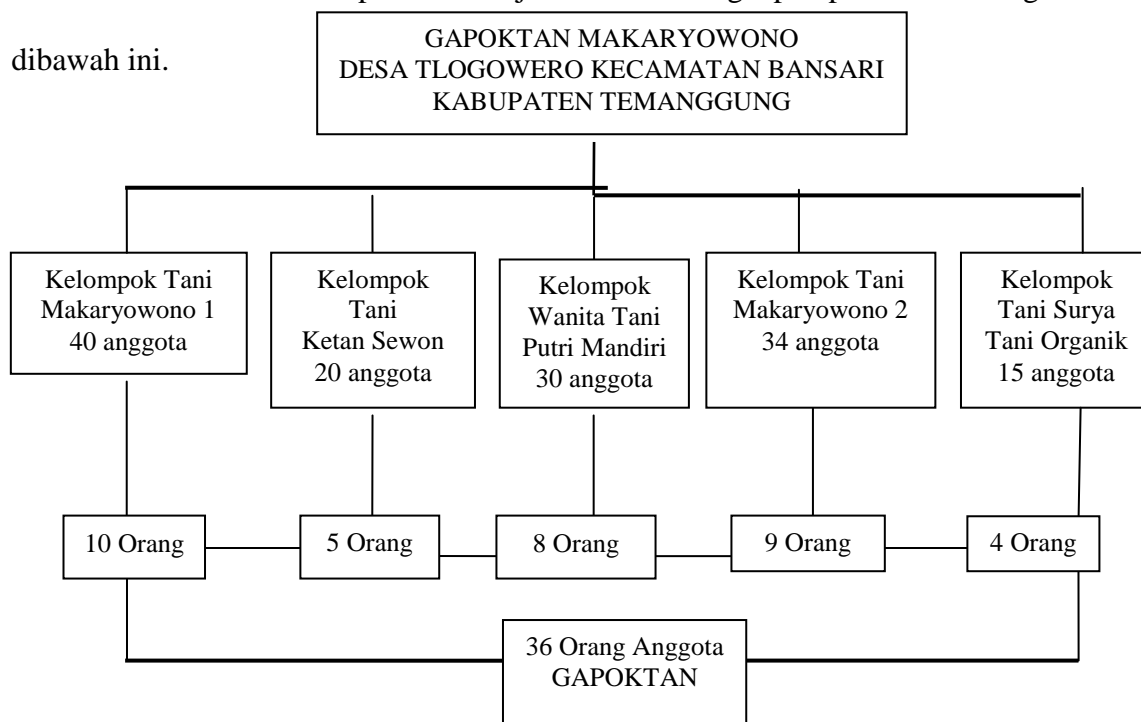 dibawah ini.
GAPOKTAN MAKARYOWONO
DESA TLOGOWERO KECAMATAN BANSARI
KABUPATEN TEMANGGUNG
Kelompok Tani
Makaryowono 1
40 anggota
Kelompok
Tani
Ketan Sewon
20 anggota
Kelompok
Wanita Tani
Putri Mandiri
30 anggota
Kelompok Tani
Makaryowono 2
34 anggota
Kelompok
Tani Surya
Tani Organik
15 anggota
10 Orang
5 Orang
8 Orang
9 Orang
4 Orang
36 Orang Anggota
GAPOKTAN